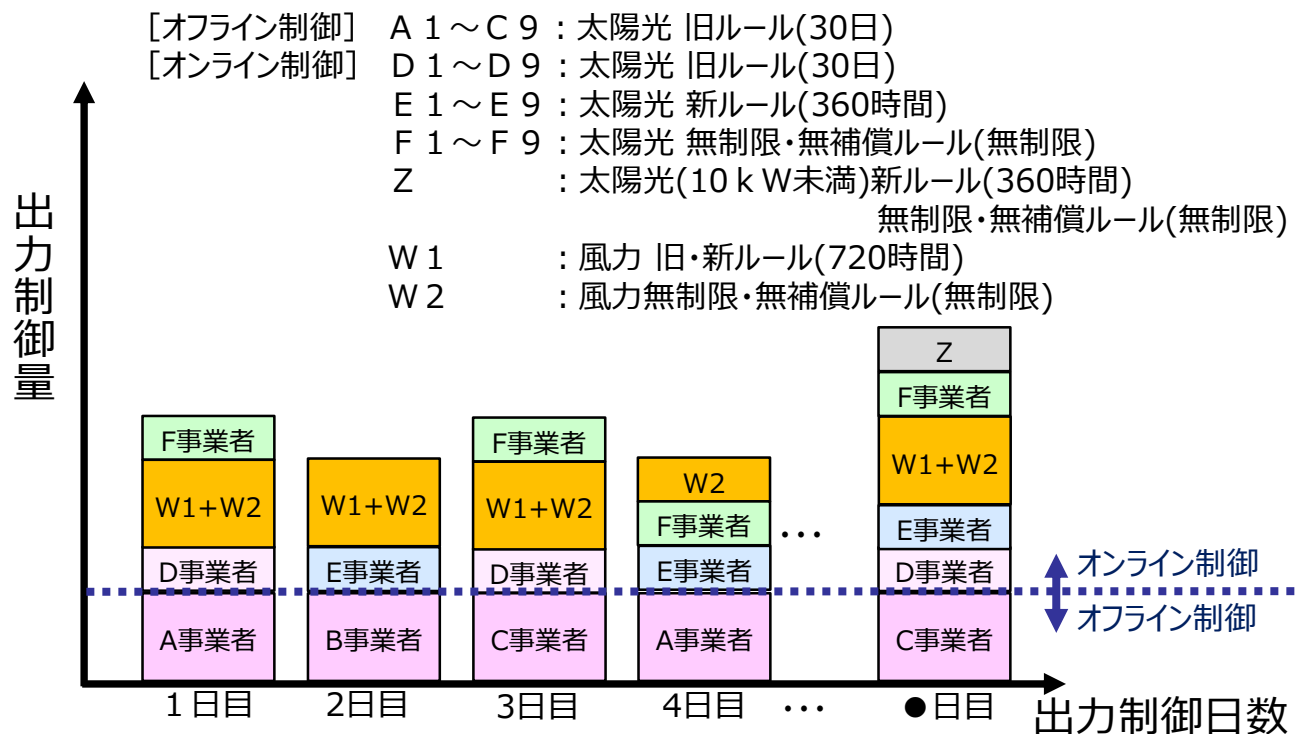 [オフライン制御] A1～C9：太陽光 旧ルール(30日)
[オンライン制御] D1～D9：太陽光 旧ルール(30日)
E1～E9：太陽光 新ルール(360時間)
F1～F9：太陽光 無制限・無補償ルール(無制限)
Z ：太陽光(10ｋW未満)新ルール(360時間)
無制限・無補償ルール(無制限)
W1 ：風力 旧・新ルール(720時間)
W2 ：風力無制限・無補償ルール(無制限)
出力制御量
F事業者
W1+W2
D事業者
A事業者
1日目
W1+W2
E事業者
B事業者
2日目
F事業者
W1+W2
D事業者
C事業者
3日目
W2
F事業者
E事業者
A事業者
4日目
…
…
Z
F事業者
W1+W2
E事業者
D事業者
C事業者
●日目
オンライン制御
オフライン制御
出力制御日数